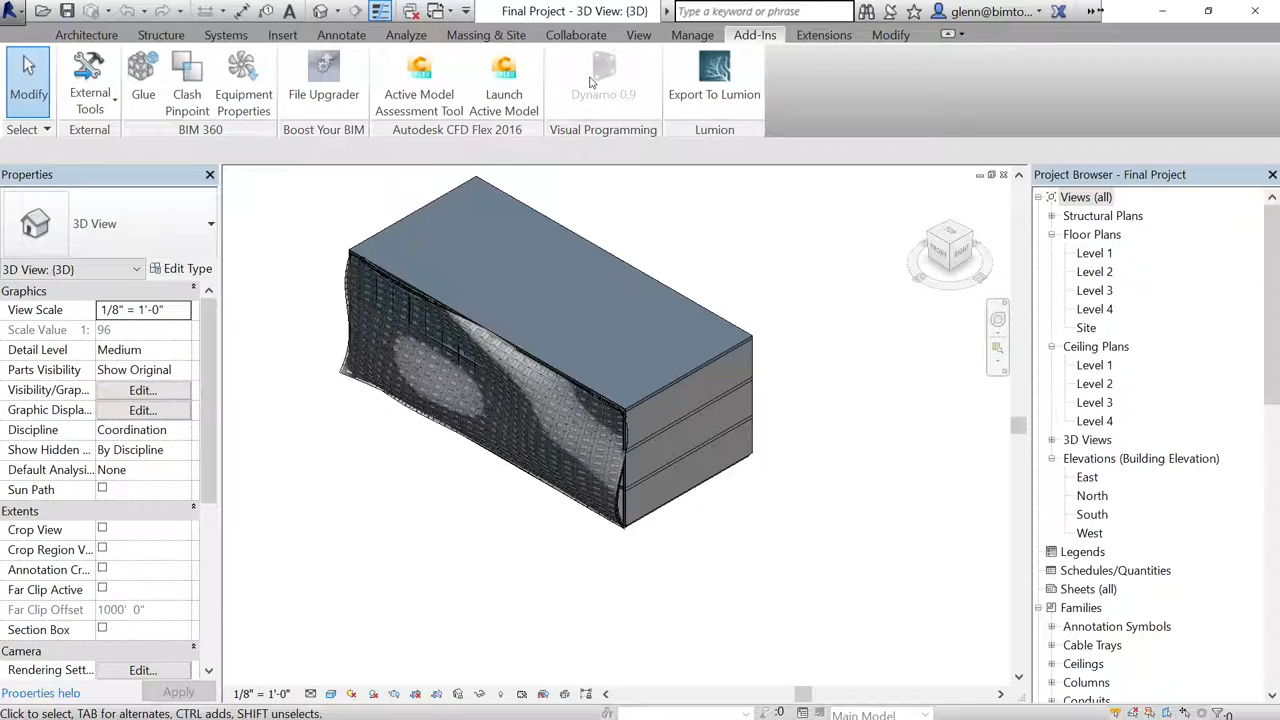 Final Project - 3D View: {3D}
Type a keyword or phrase
glenn@bimto...
Architecture Structure Systems Insert Annotate Analyze Massing & Site Collaborate View Manage Add-Ins Extensions Modify
Modify
External
Tools
Glue
Clash
Pinpoint
Equipment
Properties
File Upgrader
Active Model
Assessment Tool
Launch
Active Model
Dynamo 0.9
Export To Lumion
Select
External
BIM 360
Boost Your BIM
Autodesk CFD Flex 2016
Visual Programming
Lumion
Properties
3D View
3D View: {3D}
Edit Type
Graphics
View Scale 1/8" = 1'-0"
Scale Value 1: 96
Detail Level Medium
Parts Visibility Show Original
Visibility/Grap... Edit...
Graphic Displa... Edit...
Discipline Coordination
Show Hidden ... By Discipline
Default Analysi... None
Sun Path
Extents
Crop View
Crop Region V...
Annotation Cr...
Far Clip Active
Far Clip Offset 1000' 0"
Section Box
Camera
Rendering Sett... Edit...
Properties help
Apply
TOP
FRONT
RIGHT
Project Browser - Final Project
Views (all)
Structural Plans
Floor Plans
Level 1
Level 2
Level 3
Level 4
Site
Ceiling Plans
Level 1
Level 2
Level 3
Level 4
3D Views
Elevations (Building Elevation)
East
North
South
West
Legends
Schedules/Quantities
Sheets (all)
Families
Annotation Symbols
Cable Trays
Ceilings
Columns
Conduits
1/8" = 1'-0"
Click to select, TAB for alternates, CTRL adds, SHIFT unselects.
:0
Main Model
:0